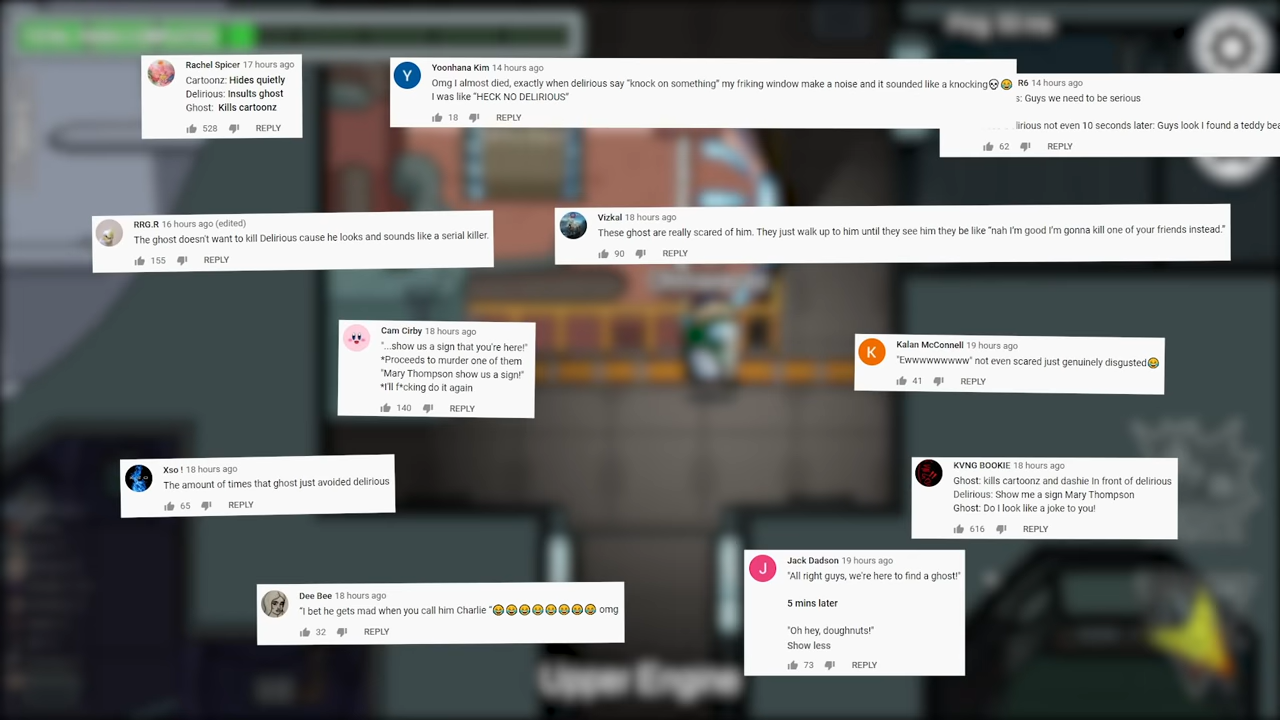 Rachel Spicer 17 hours ago
Cartoonz: Hides quietly
Delirious: Insults ghost
Ghost: Kills cartoonz
528 REPLY
Yoonhana Kim 14 hours ago
Omg I almost died, exactly when delirious say "knock on something" my friking window make a noise and it sounded like a knocking💀😂
I was like "HECK NO DELIRIOUS"
18 REPLY
R6 14 hours ago
s: Guys we need to be serious
lirious not even 10 seconds later: Guys look I found a teddy bea
62 REPLY
RRG.R 16 hours ago (edited)
The ghost doesn't want to kill Delirious cause he looks and sounds like a serial killer.
155 REPLY
Vizkal 18 hours ago
These ghost are really scared of him. They just walk up to him until they see him they be like "nah I'm good I'm gonna kill one of your friends instead."
90 REPLY
Cam Cirby 18 hours ago
"...show us a sign that you're here!"
*Proceeds to murder one of them
"Mary Thompson show us a sign!"
*I'll f*cking do it again
140 REPLY
K
Kalan McConnell 19 hours ago
"Ewwwwwwwww" not even scared just genuinely disgusted😂
41 REPLY
Xso ! 18 hours ago
The amount of times that ghost just avoided delirious
65 REPLY
KVNG BOOKIE 18 hours ago
Ghost: kills cartoonz and dashie In front of delirious
Delirious: Show me a sign Mary Thompson
Ghost: Do I look like a joke to you!
616 REPLY
Dee Bee 18 hours ago
"I bet he gets mad when you call him Charlie "😂😂😂😂😂😂😂😂 omg
32 REPLY
J
Jack Dadson 19 hours ago
"All right guys, we're here to find a ghost!"
5 mins later
"Oh hey, doughnuts!"
Show less
73 REPLY
Y
Upper Engine